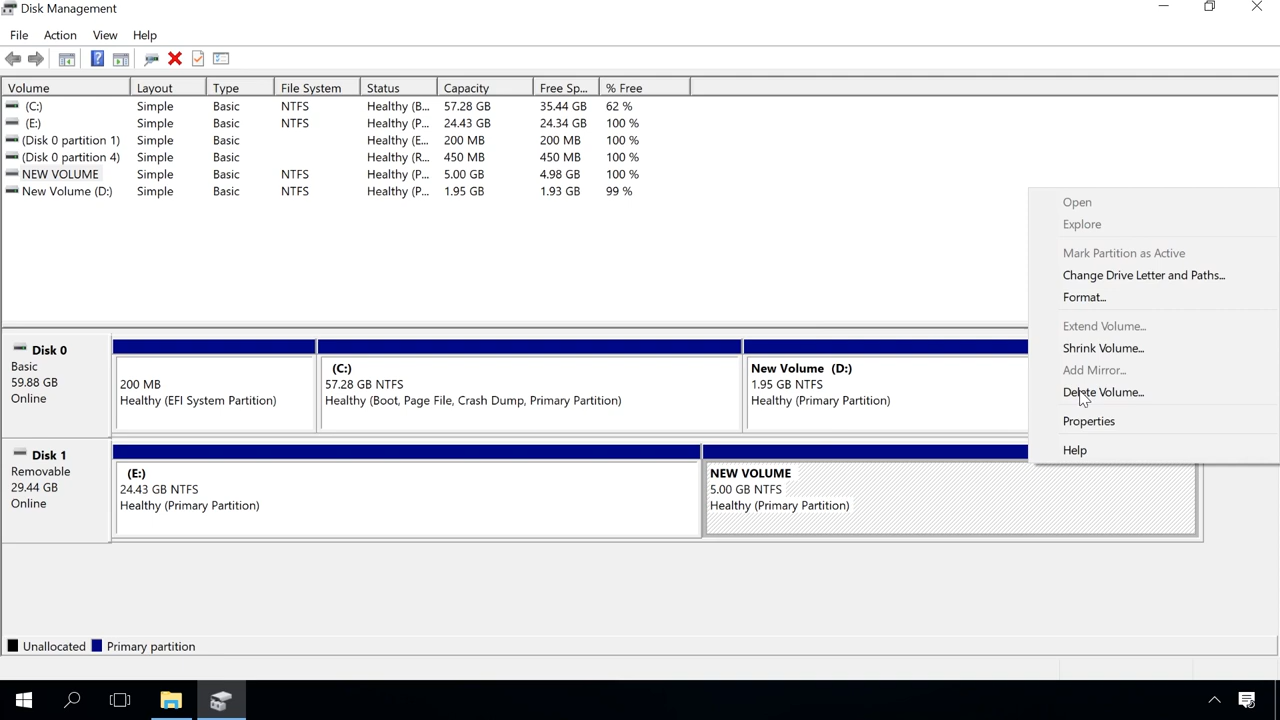 Disk Management
File Action View Help
Volume Layout Type File System Status Capacity Free Sp... % Free
(C:) Simple Basic NTFS Healthy (B... 57.28 GB 35.44 GB 62 %
(E:) Simple Basic NTFS Healthy (P... 24.43 GB 24.34 GB 100 %
(Disk 0 partition 1) Simple Basic Healthy (E... 200 MB 200 MB 100 %
(Disk 0 partition 4) Simple Basic Healthy (R... 450 MB 450 MB 100 %
NEW VOLUME Simple Basic NTFS Healthy (P... 5.00 GB 4.98 GB 100 %
New Volume (D:) Simple Basic NTFS Healthy (P... 1.95 GB 1.93 GB 99 %
Open
Explore
Mark Partition as Active
Change Drive Letter and Paths...
Format...
Extend Volume...
Shrink Volume...
Add Mirror...
Delete Volume...
Properties
Help
Disk 0
Basic
59.88 GB
Online
200 MB
Healthy (EFI System Partition)
(C:)
57.28 GB NTFS
Healthy (Boot, Page File, Crash Dump, Primary Partition)
New Volume (D:)
1.95 GB NTFS
Healthy (Primary Partition)
Disk 1
Removable
29.44 GB
Online
(E:)
24.43 GB NTFS
Healthy (Primary Partition)
NEW VOLUME
5.00 GB NTFS
Healthy (Primary Partition)
Unallocated Primary partition